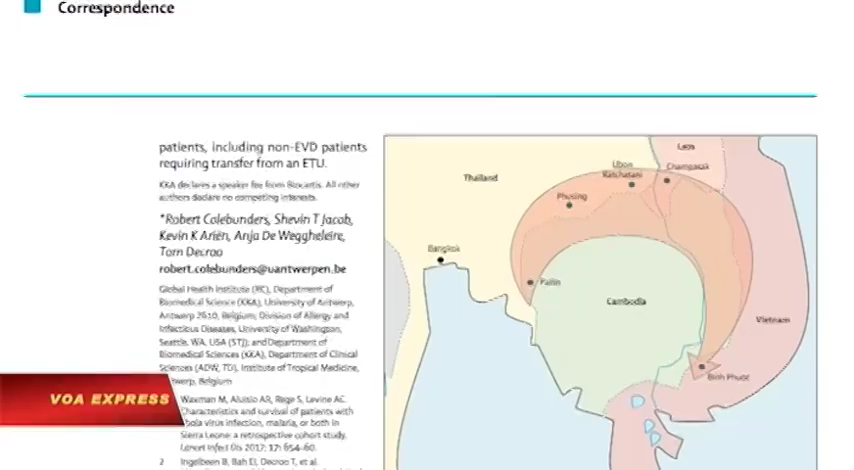 Correspondence
patients, including non-EVD patients
requiring transfer from an ETU.
KKA declares a speaker fee from Biocartis. All other
authors declare no competing interests.
*Robert Colebunders, Shevin T Jacob,
Kevin K Ariën, Anja De Weggheleire,
Tom Decroo
robert.colebunders@uantwerpen.be
Global Health Institute (RC), Department of
Biomedical Science (KKA), University of Antwerp,
Antwerp 2610, Belgium; Division of Allergy and
Infectious Diseases, University of Washington,
Seattle, WA, USA (STJ); and Department of
Biomedical Sciences (KKA), Department of Clinical
Sciences (ADW, TD), Institute of Tropical Medicine,
Antwerp, Belgium
Waxman M, Aluisio AR, Rege S, Levine AC.
Characteristics and survival of patients with
Ebola virus infection, malaria, or both in
Sierra Leone: a retrospective cohort study.
Lancet Infect Dis 2017; 17: 654–60.
2 Ingelbeen B, Bah EI, Decroo T, et al.
Laos
Ubon
Ratchatani
Champasak
Thailand
Phusing
Bangkok
Pailin
Cambodia
Vietnam
Binh Phuoc
VOA EXPRESS